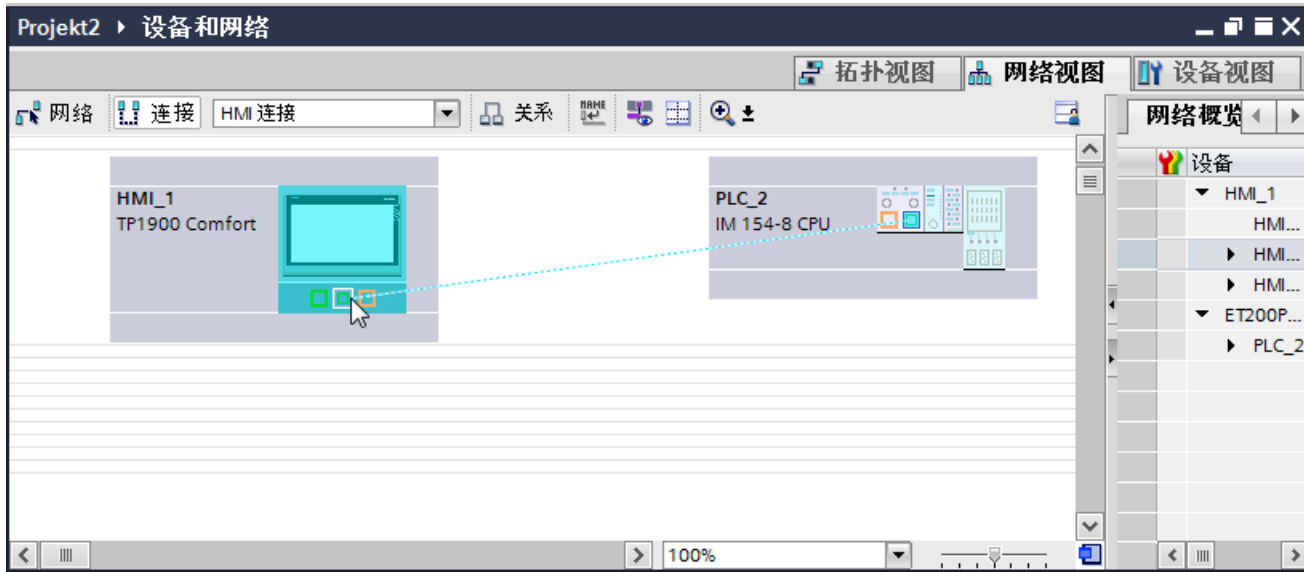 Projekt2 ▸ 设备和网络
拓扑视图 网络视图 设备视图
网络 连接 HMI 连接 关系 NAME
网络概览
设备
HMI_1
TP1900 Comfort
PLC_2
IM 154-8 CPU
HMI_1
HMI...
HMI...
HMI...
ET200P...
PLC_2
100%